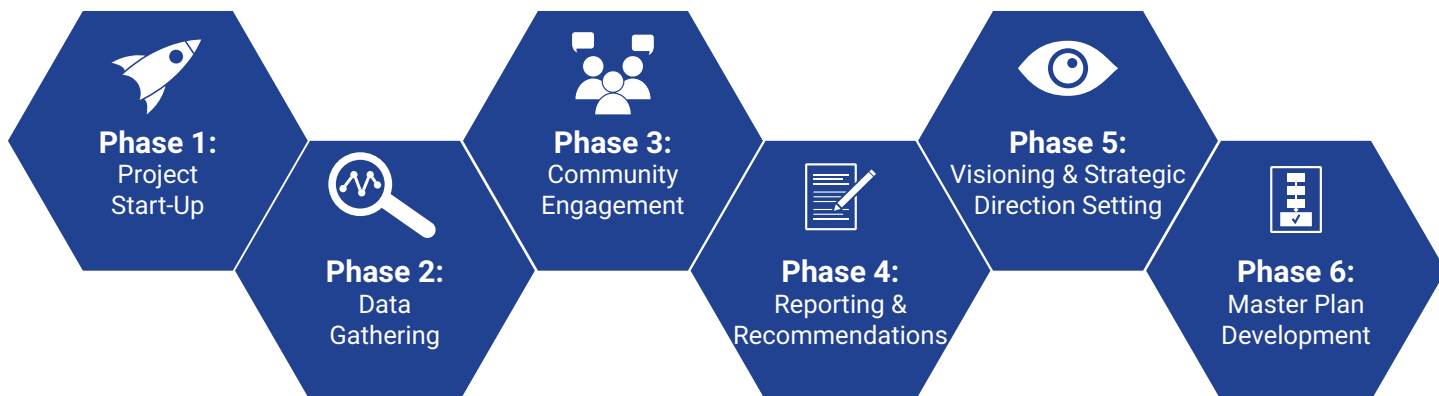 Phase 1:
Project
Start-Up
Phase 2:
Data
Gathering
Phase 3:
Community
Engagement
Phase 4:
Reporting &
Recommendations
Phase 5:
Visioning & Strategic
Direction Setting
Phase 6:
Master Plan
Development